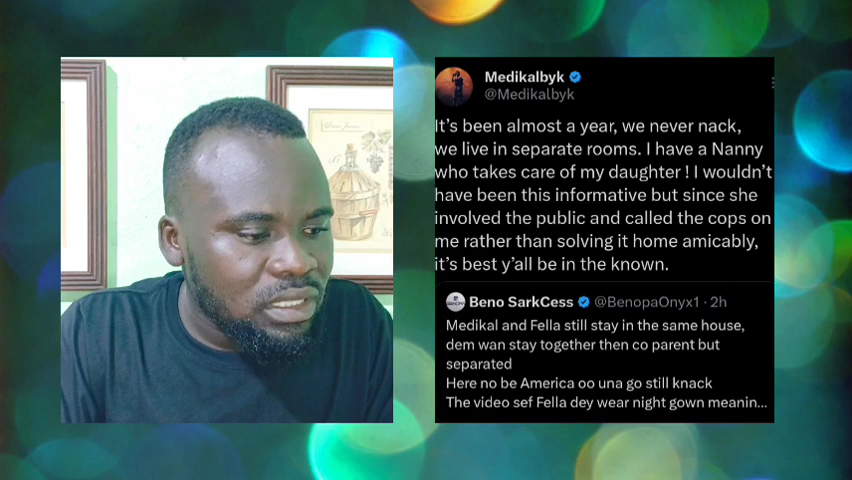 Medikalbyk
@Medikalbyk
It's been almost a year, we never nack,
we live in separate rooms. I have a Nanny
who takes care of my daughter ! I wouldn't
have been this informative but since she
involved the public and called the cops on
me rather than solving it home amicably,
it's best y'all be in the known.
Beno SarkCess @BenopaOnyx1 · 2h
Medikal and Fella still stay in the same house,
dem wan stay together then co parent but
separated
Here no be America oo una go still knack
The video sef Fella dey wear night gown meanin...